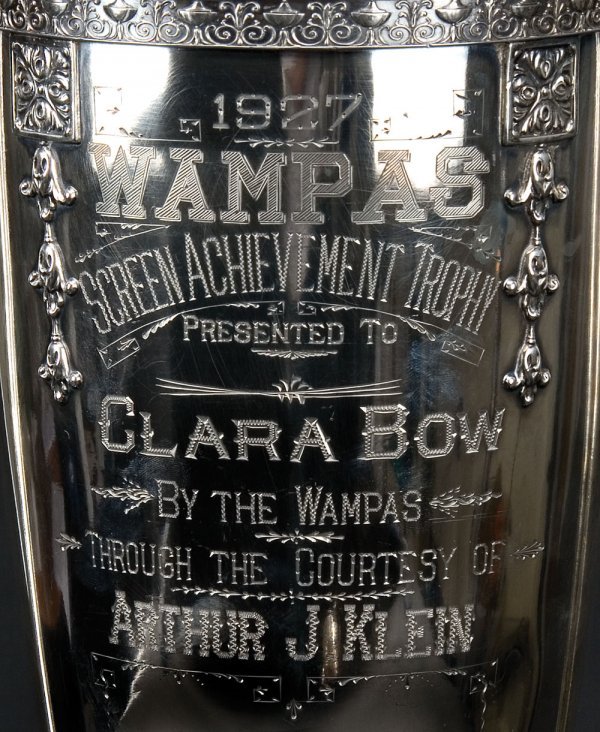 1927
WAMPAS
SCREEN ACHIEVEMENT TROPHY
PRESENTED TO
CLARA BOW
BY THE WAMPAS
THROUGH THE COURTESY OF
ARTHUR J KLEIN